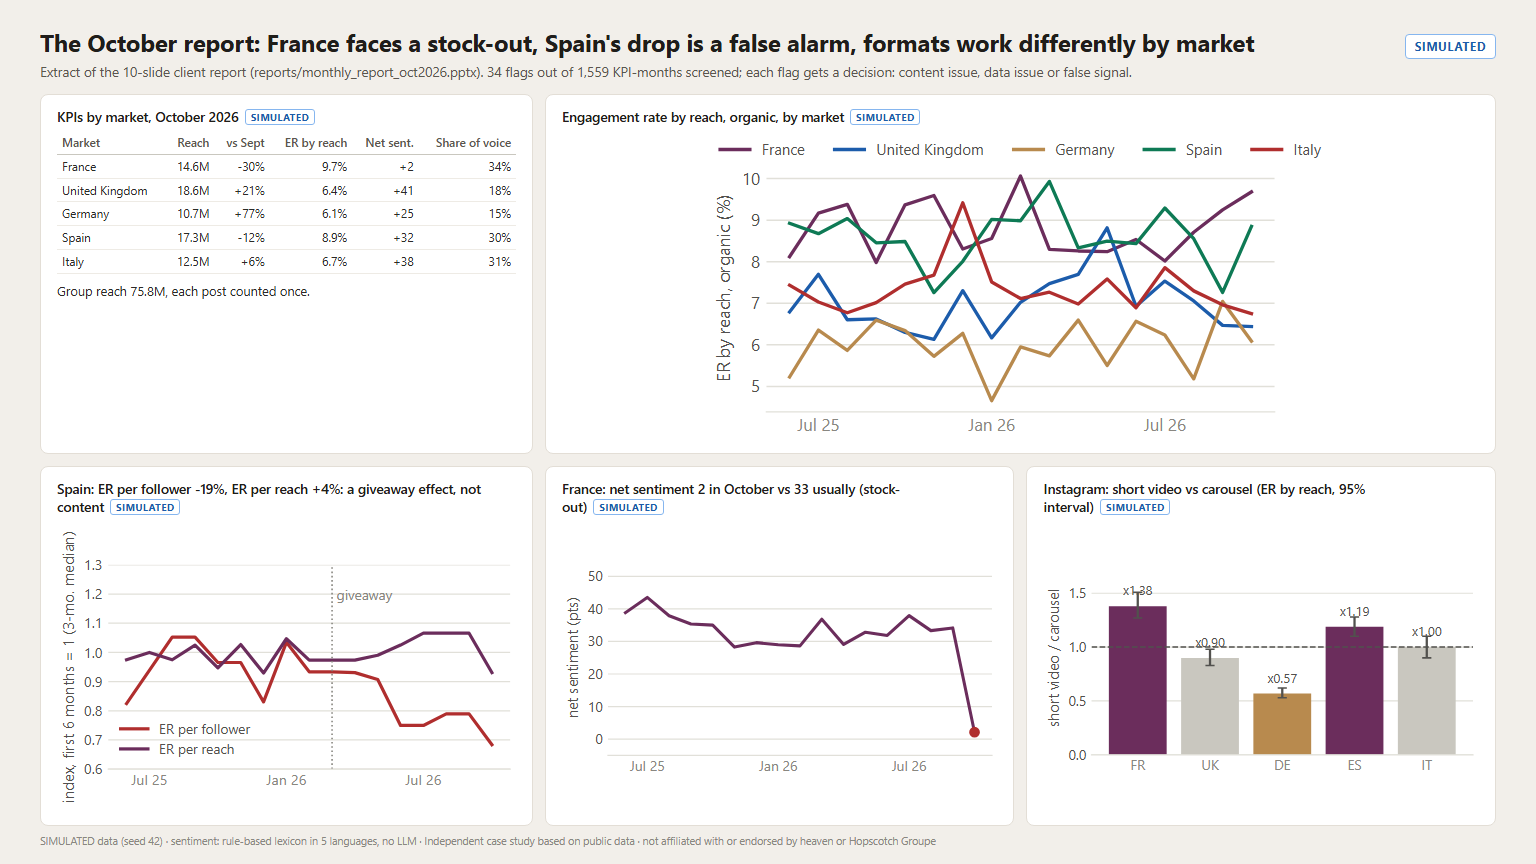 The October report: France faces a stock-out, Spain's drop is a false alarm, formats work differently by market
SIMULATED
Extract of the 10-slide client report (reports/monthly_report_oct2026.pptx). 34 flags out of 1,559 KPI-months screened; each flag gets a decision: content issue, data issue or false signal.
KPIs by market, October 2026 SIMULATED
Market Reach vs Sept ER by reach Net sent. Share of voice
France 14.6M -30% 9.7% +2 34%
United Kingdom 18.6M +21% 6.4% +41 18%
Germany 10.7M +77% 6.1% +25 15%
Spain 17.3M -12% 8.9% +32 30%
Italy 12.5M +6% 6.7% +38 31%
Group reach 75.8M, each post counted once.
Engagement rate by reach, organic, by market SIMULATED
France United Kingdom Germany Spain Italy
ER by reach, organic (%)
10
9
8
7
6
5
Jul 25 Jan 26 Jul 26
Spain: ER per follower -19%, ER per reach +4%: a giveaway effect, not
content SIMULATED
index, first 6 months = 1 (3-mo. median)
1.3
1.2
1.1
1.0
0.9
0.8
0.7
0.6
giveaway
ER per follower
ER per reach
Jul 25 Jan 26 Jul 26
France: net sentiment 2 in October vs 33 usually (stock-
out) SIMULATED
net sentiment (pts)
50
40
30
20
10
0
Jul 25 Jan 26 Jul 26
Instagram: short video vs carousel (ER by reach, 95%
interval) SIMULATED
short video / carousel
1.5
1.0
0.5
0.0
x1.38
x0.90
x0.57
x1.19
x1.00
FR UK DE ES IT
SIMULATED data (seed 42) · sentiment: rule-based lexicon in 5 languages, no LLM · Independent case study based on public data · not affiliated with or endorsed by heaven or Hopscotch Groupe